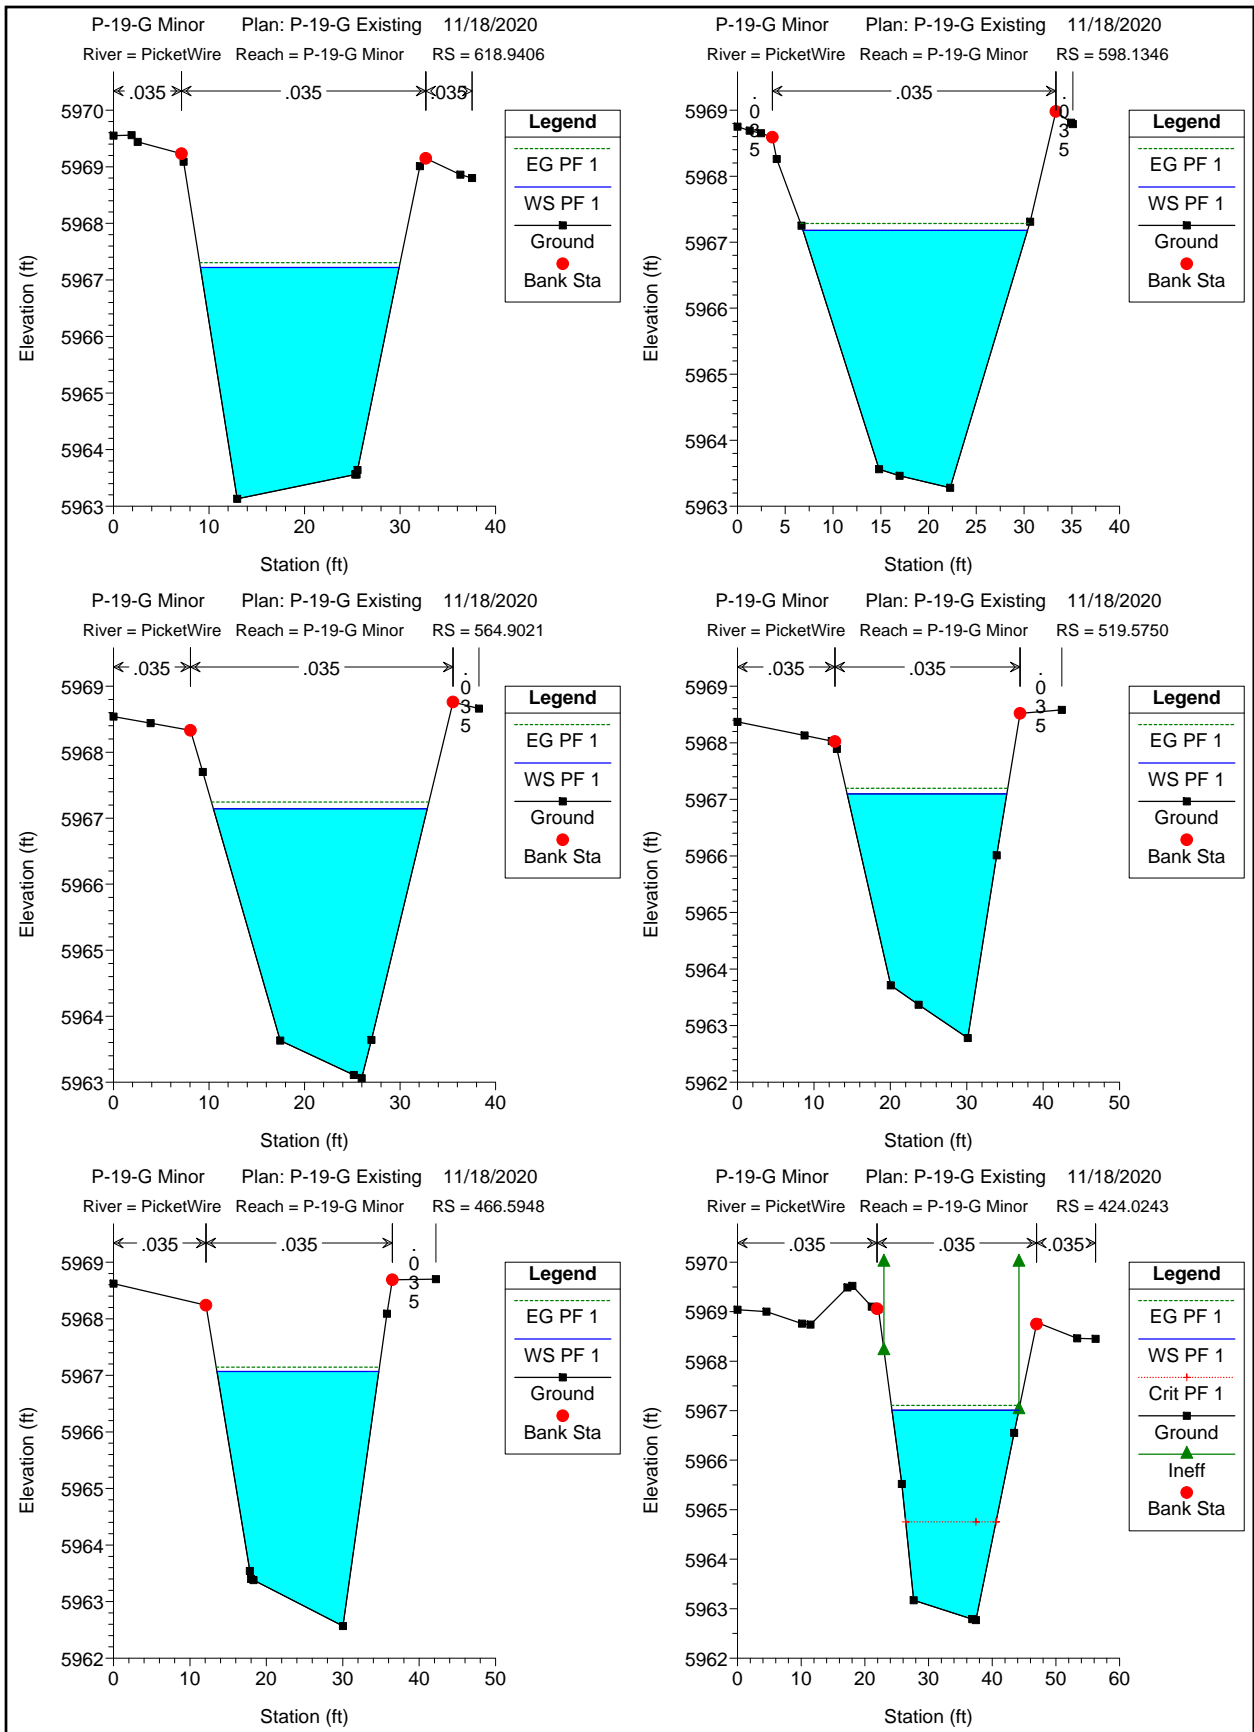 P-19-G Minor Plan: P-19-G Existing 11/18/2020
River = PicketWire Reach = P-19-G Minor RS = 618.9406
.035 .035 .035
5970
5969
5968
5967
5966
5965
5964
5963
Elevation (ft)
0 10 20 30 40
Station (ft)
Legend
EG PF 1
WS PF 1
Ground
Bank Sta
P-19-G Minor Plan: P-19-G Existing 11/18/2020
River = PicketWire Reach = P-19-G Minor RS = 598.1346
.035 .035 .035
5969
5968
5967
5966
5965
5964
5963
Elevation (ft)
0 5 10 15 20 25 30 35 40
Station (ft)
Legend
EG PF 1
WS PF 1
Ground
Bank Sta
P-19-G Minor Plan: P-19-G Existing 11/18/2020
River = PicketWire Reach = P-19-G Minor RS = 564.9021
.035 .035 .035
5969
5968
5967
5966
5965
5964
5963
Elevation (ft)
0 10 20 30 40
Station (ft)
Legend
EG PF 1
WS PF 1
Ground
Bank Sta
P-19-G Minor Plan: P-19-G Existing 11/18/2020
River = PicketWire Reach = P-19-G Minor RS = 519.5750
.035 .035 .035
5969
5968
5967
5966
5965
5964
5963
5962
Elevation (ft)
0 10 20 30 40 50
Station (ft)
Legend
EG PF 1
WS PF 1
Ground
Bank Sta
P-19-G Minor Plan: P-19-G Existing 11/18/2020
River = PicketWire Reach = P-19-G Minor RS = 466.5948
.035 .035 .035
5969
5968
5967
5966
5965
5964
5963
5962
Elevation (ft)
0 10 20 30 40 50
Station (ft)
Legend
EG PF 1
WS PF 1
Ground
Bank Sta
P-19-G Minor Plan: P-19-G Existing 11/18/2020
River = PicketWire Reach = P-19-G Minor RS = 424.0243
.035 .035 .035
5970
5969
5968
5967
5966
5965
5964
5963
5962
Elevation (ft)
0 10 20 30 40 50 60
Station (ft)
Legend
EG PF 1
WS PF 1
Crit PF 1
Ground
Ineff
Bank Sta